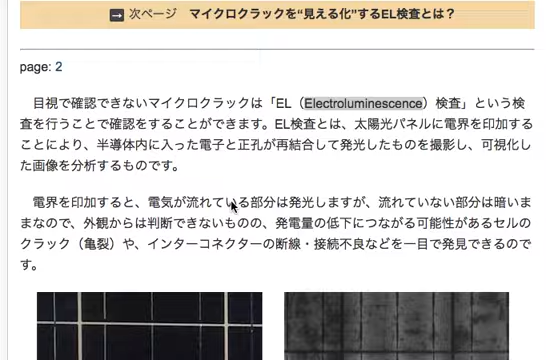 → 次ページ マイクロクラックを“見える化”するEL検査とは？
page: 2
目視で確認できないマイクロクラックは「EL（Electroluminescence）検査」という検
査を行うことで確認をすることができます。EL検査とは、太陽光パネルに電界を印加する
ことにより、半導体内に入った電子と正孔が再結合して発光したものを撮影し、可視化し
た画像を分析するものです。
電界を印加すると、電気が流れている部分は発光しますが、流れていない部分は暗いま
まなので、外観からは判断できないものの、発電量の低下につながる可能性があるセルの
クラック（亀裂）や、インターコネクターの断線・接続不良などを一目で発見できるので
す。